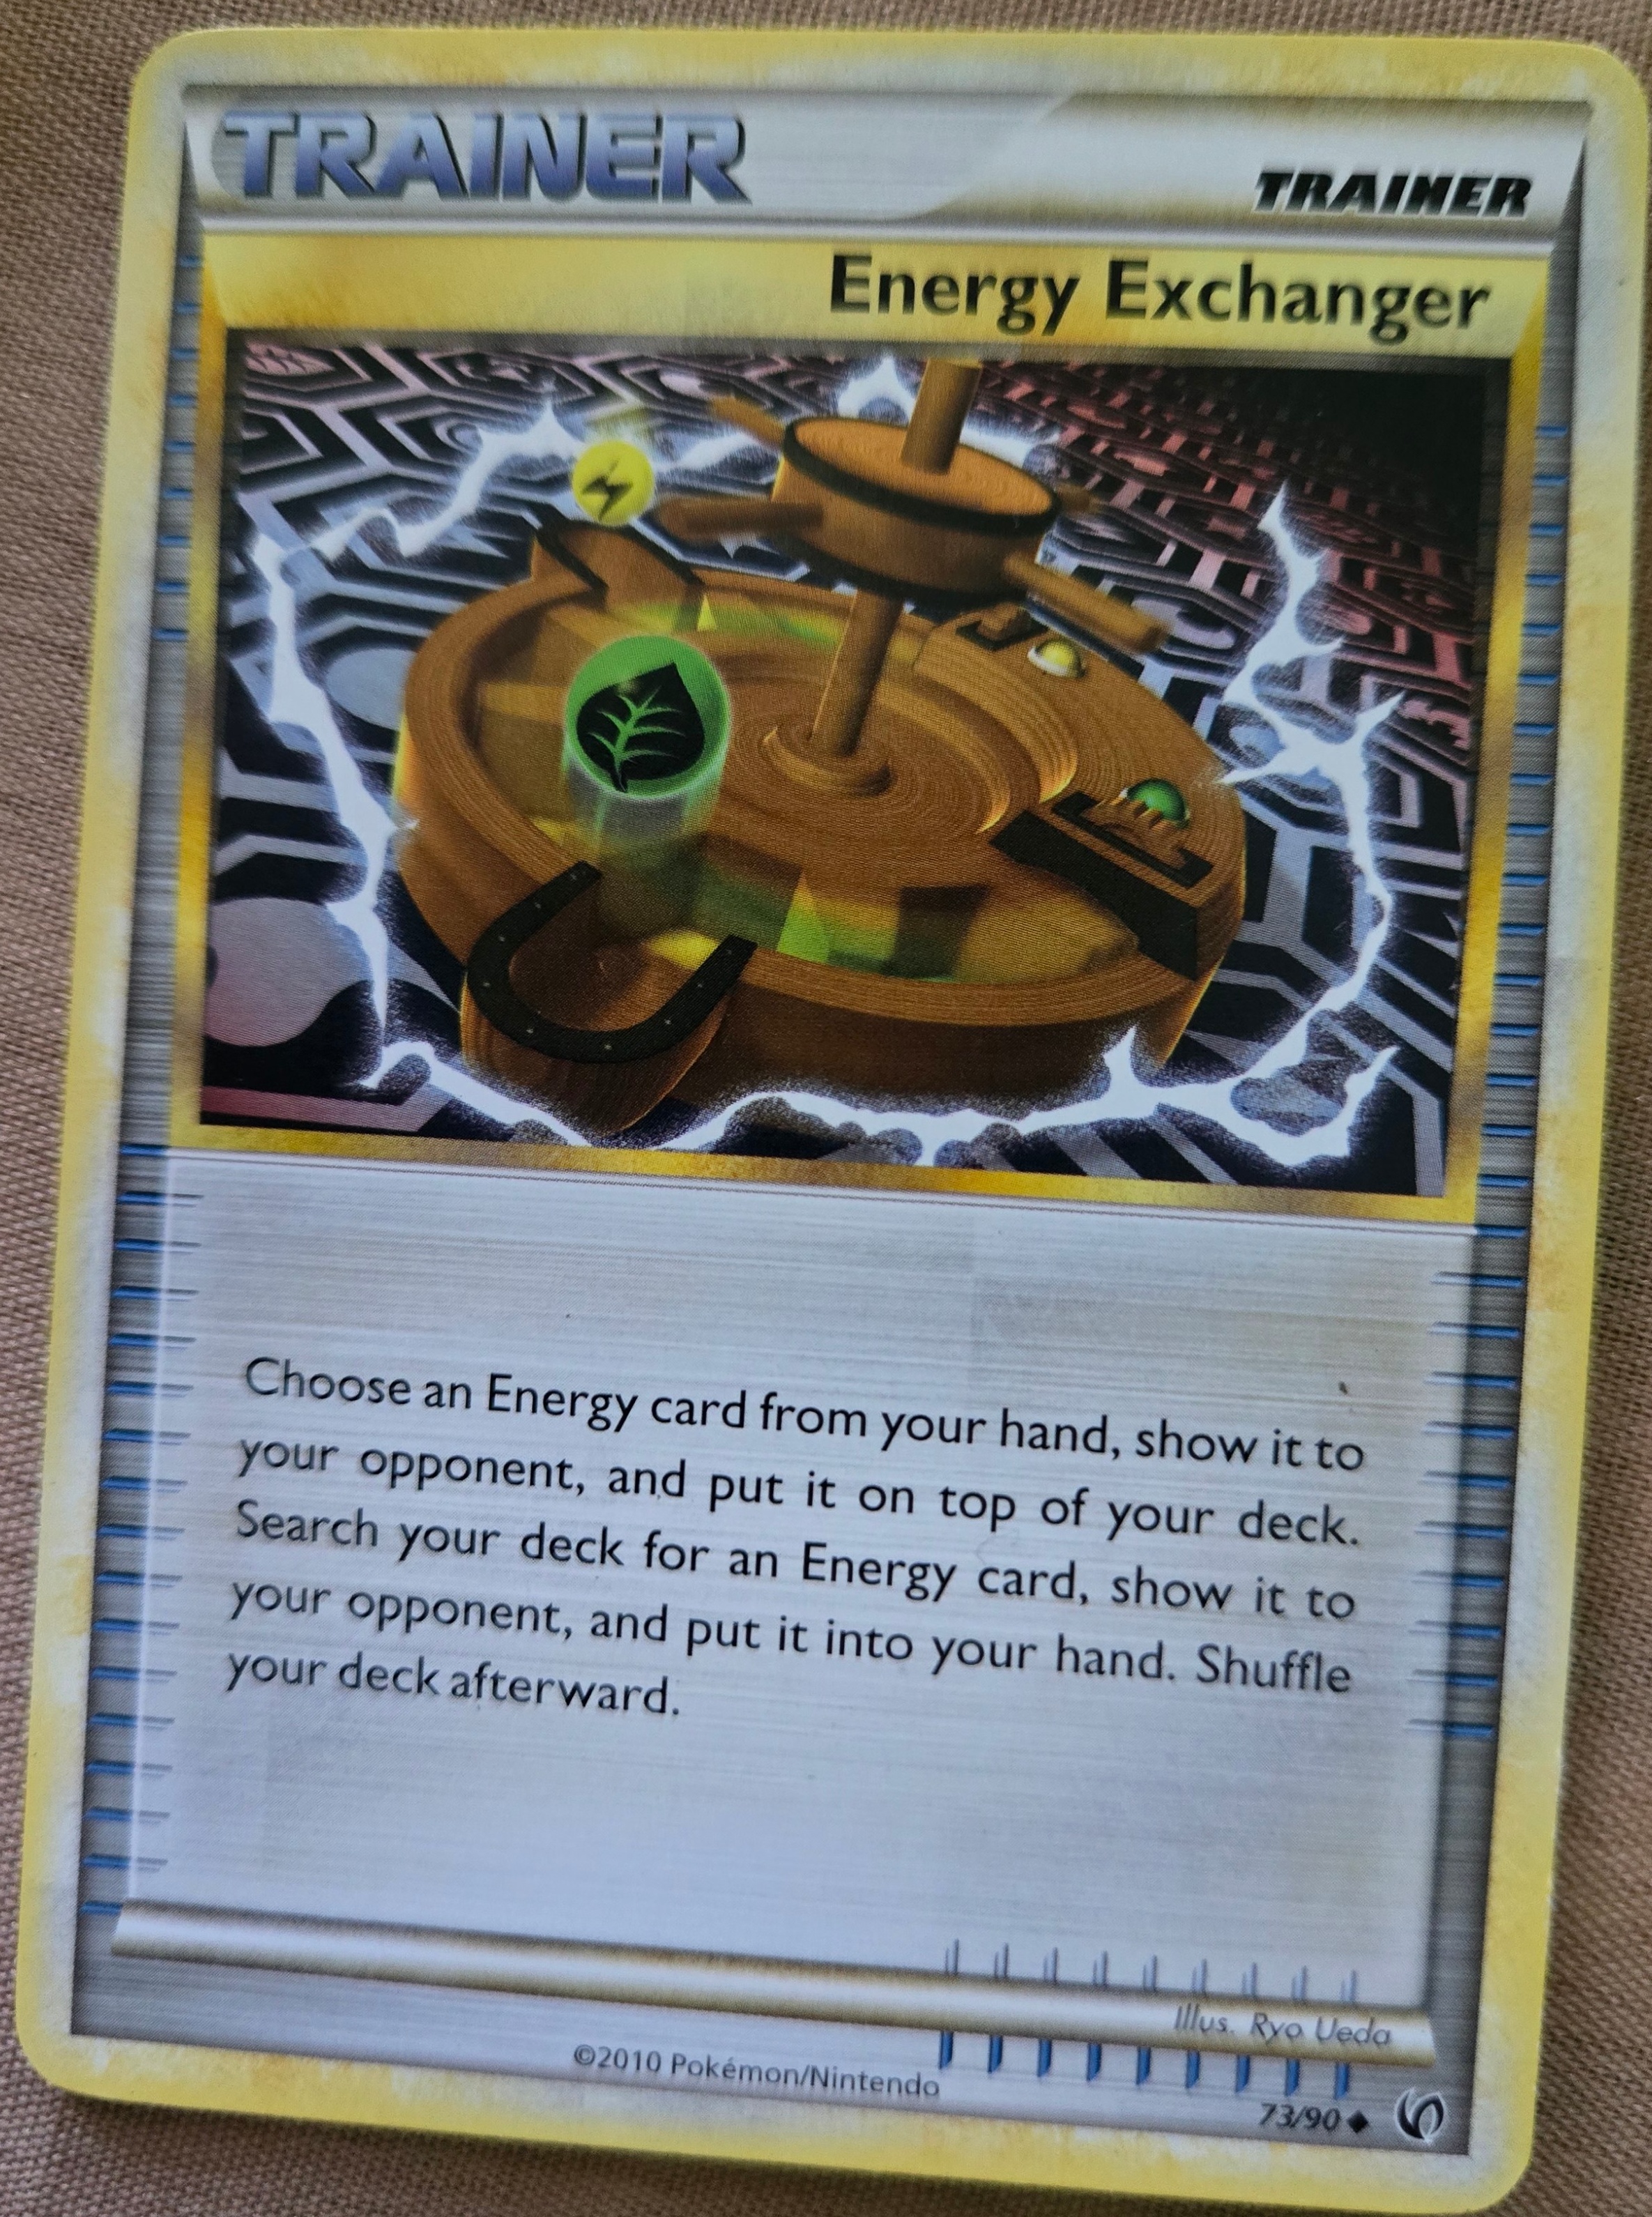 TRAINER
TRAINER
Energy Exchanger
Choose an Energy card from your hand, show it to
your opponent, and put it on top of your deck.
Search your deck for an Energy card, show it to
your opponent, and put it into your hand. Shuffle
your deck afterward.
Illus. Ryo Ueda
©2010 Pokémon/Nintendo
73/90